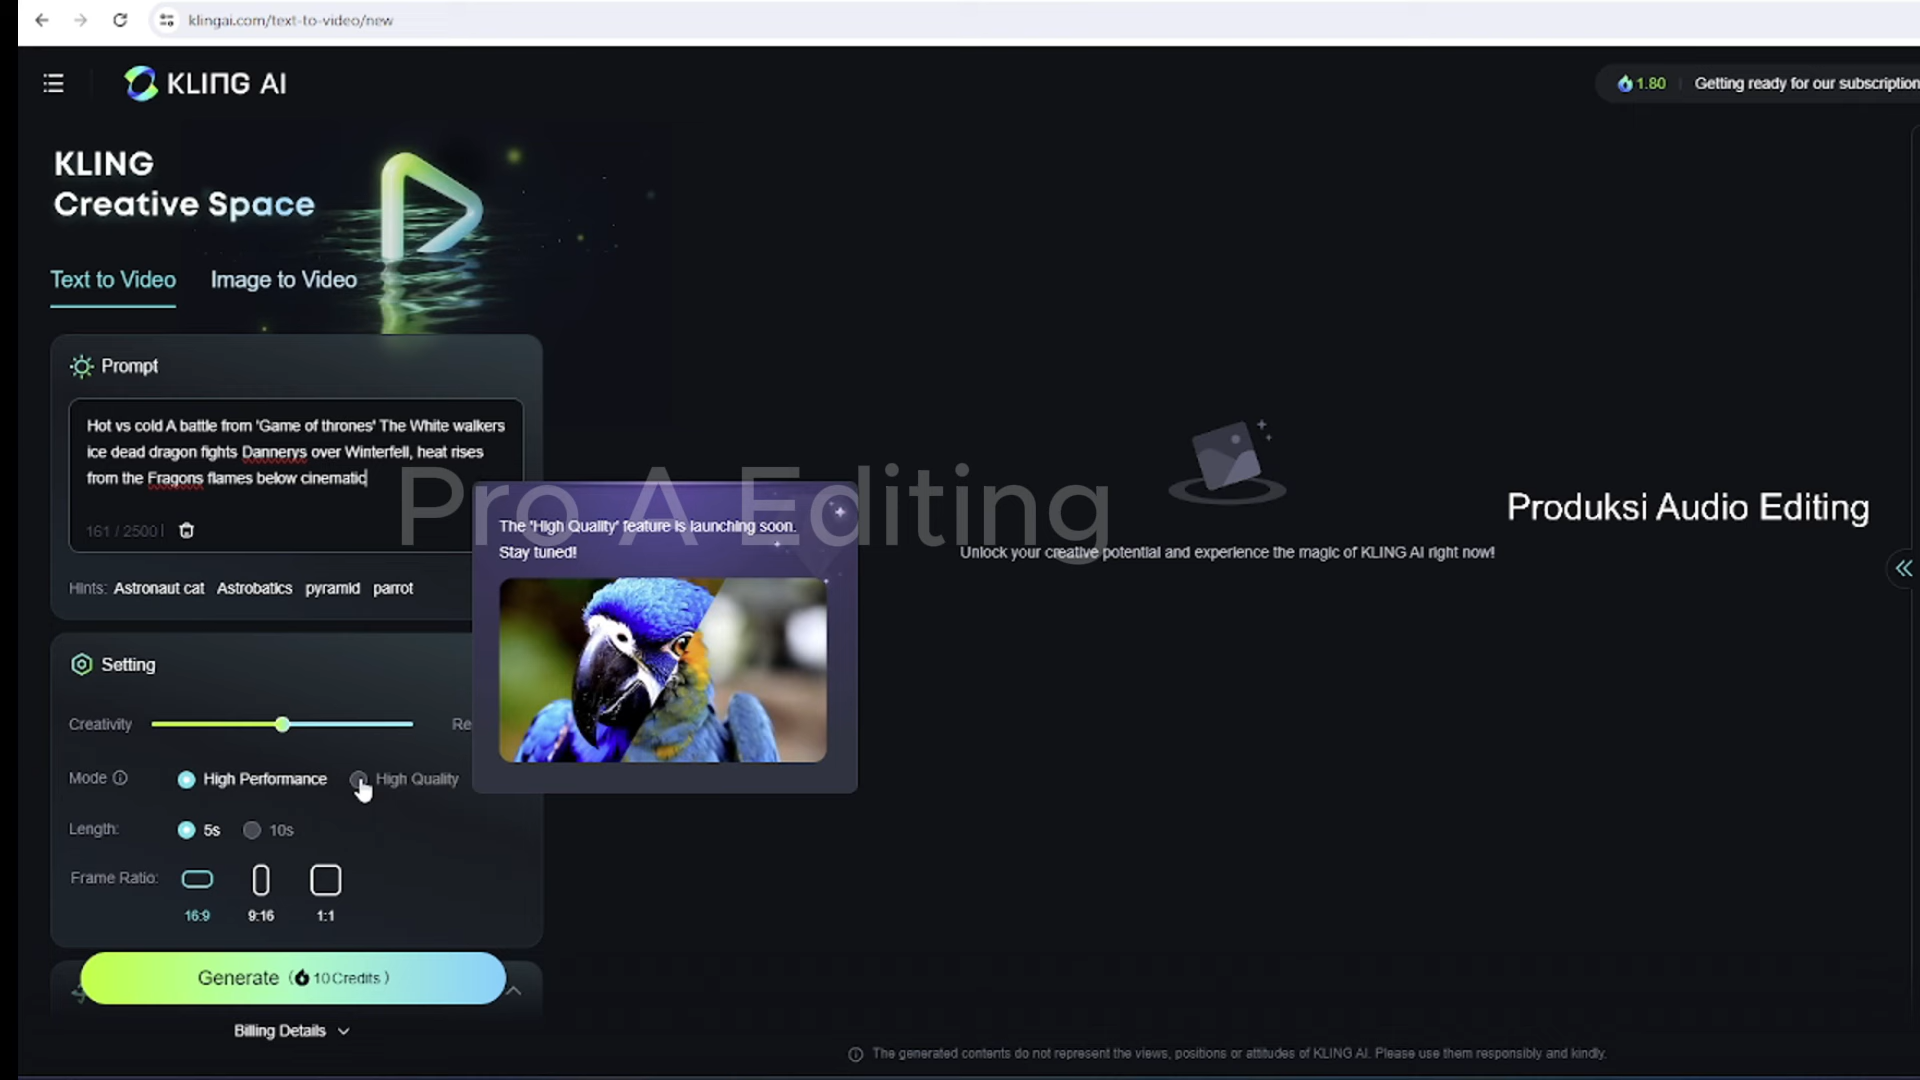 klingai.com/text-to-video/new
KLING AI
1.80
Getting ready for our subscription
KLING
Creative Space
Text to Video
Image to Video
Prompt
Hot vs cold A battle from 'Game of thrones' The White walkers
ice dead dragon fights Dannerys over Winterfell, heat rises
from the Fragons flames below cinematic
161 / 2500
Hints: Astronaut cat Astrobatics pyramid parrot
Pro A Editing
The 'High Quality' feature is launching soon.
Stay tuned!
Produksi Audio Editing
Unlock your creative potential and experience the magic of KLING AI right now!
Setting
Creativity
Re
Mode
High Performance
High Quality
Length:
5s
10s
Frame Ratio:
16:9
9:16
1:1
Generate (10 Credits)
Billing Details
The generated contents do not represent the views, positions or attitudes of KLING AI. Please use them responsibly and kindly.